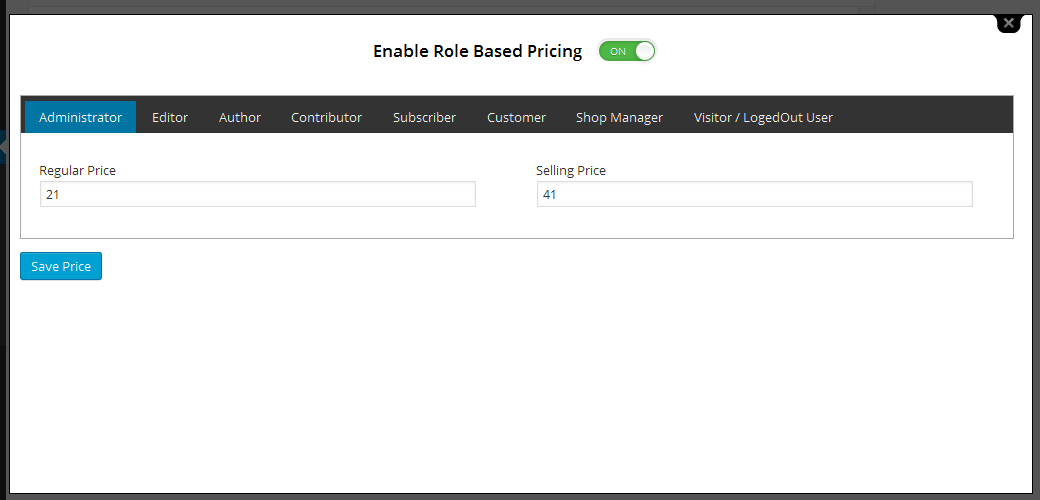 Enable Role Based Pricing ON
Administrator Editor Author Contributor Subscriber Customer Shop Manager Visitor / LogedOut User
Regular Price Selling Price
21 41
Save Price